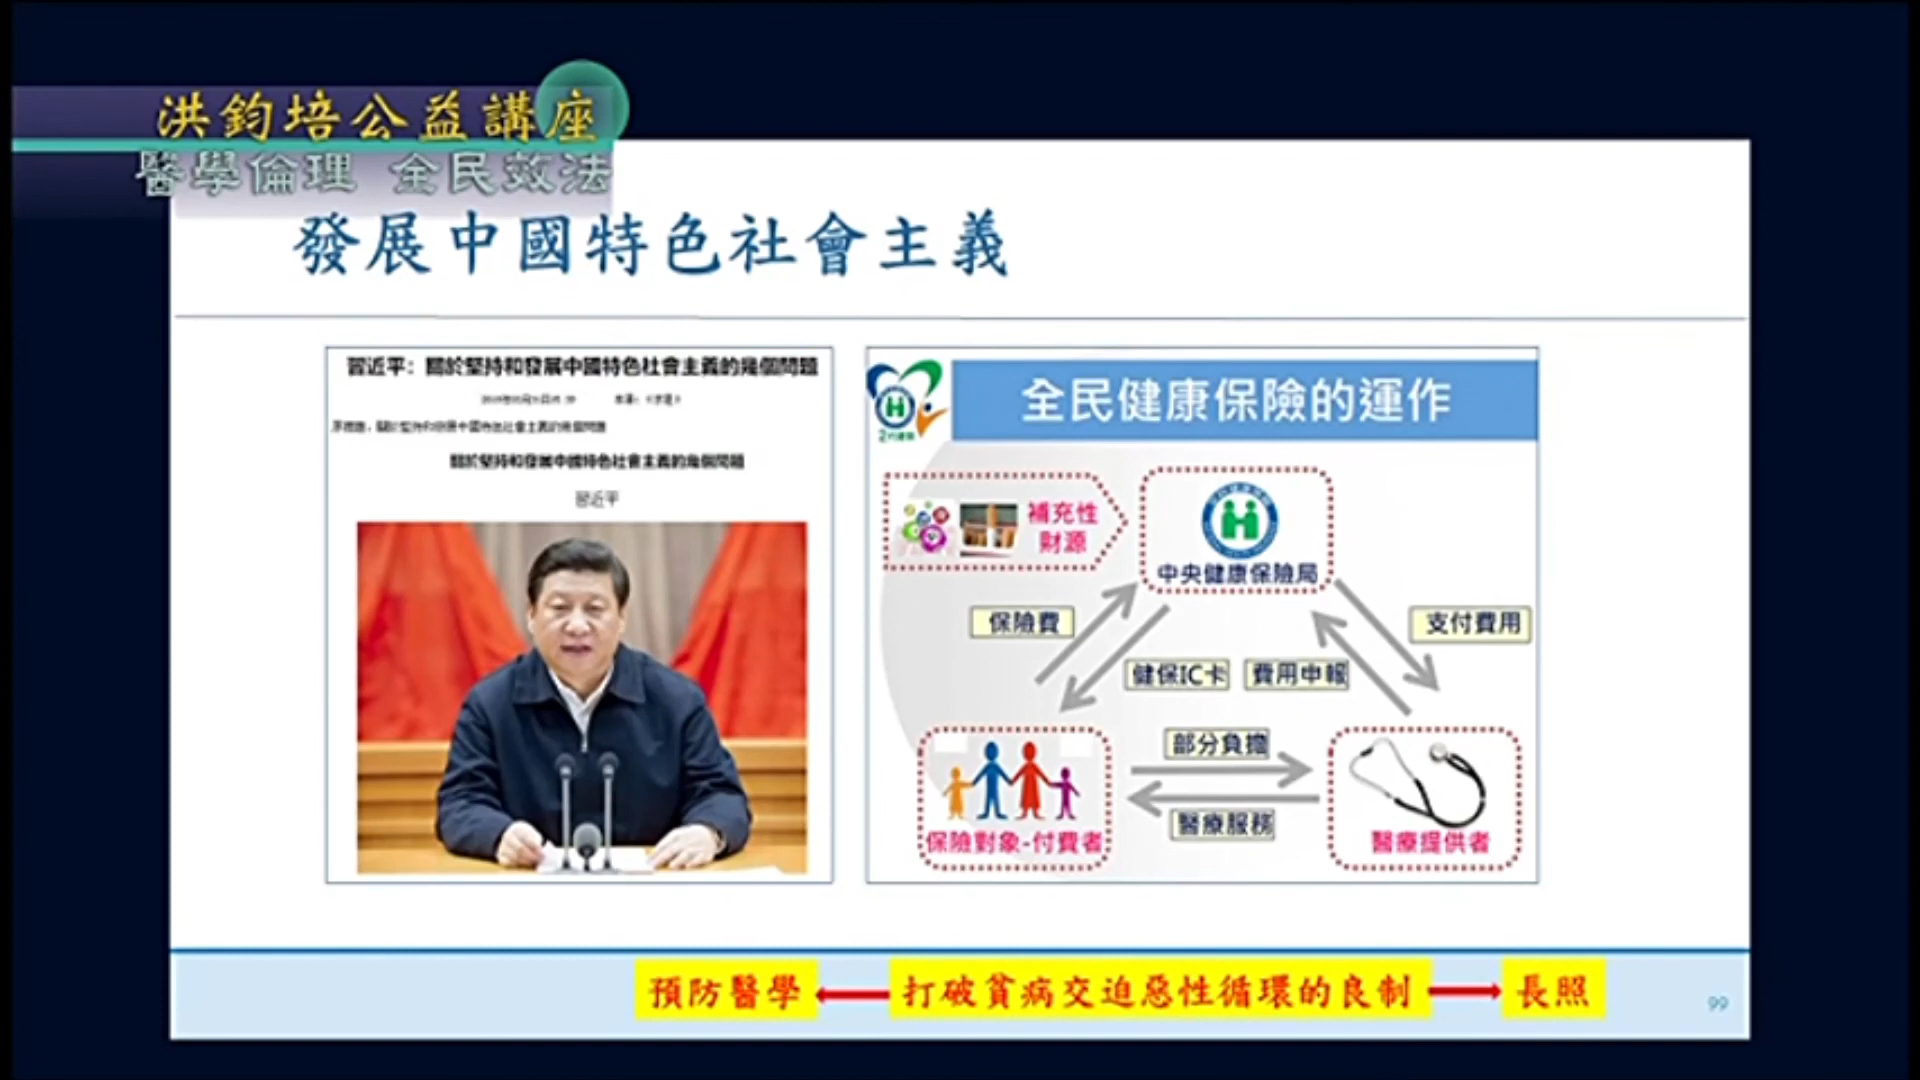 洪鈞培公益講座
醫學倫理 全民效法
發展中國特色社會主義
習近平：關於堅持和發展中國特色社會主義的幾個問題
關於堅持和發展中國特色社會主義的幾個問題
習近平
全民健康保險的運作
補充性
財源
中央健康保險局
保險費
支付費用
健保IC卡
費用申報
部分負擔
醫療服務
保險對象-付費者
醫療提供者
預防醫學
打破貧病交迫惡性循環的良制
長照
99